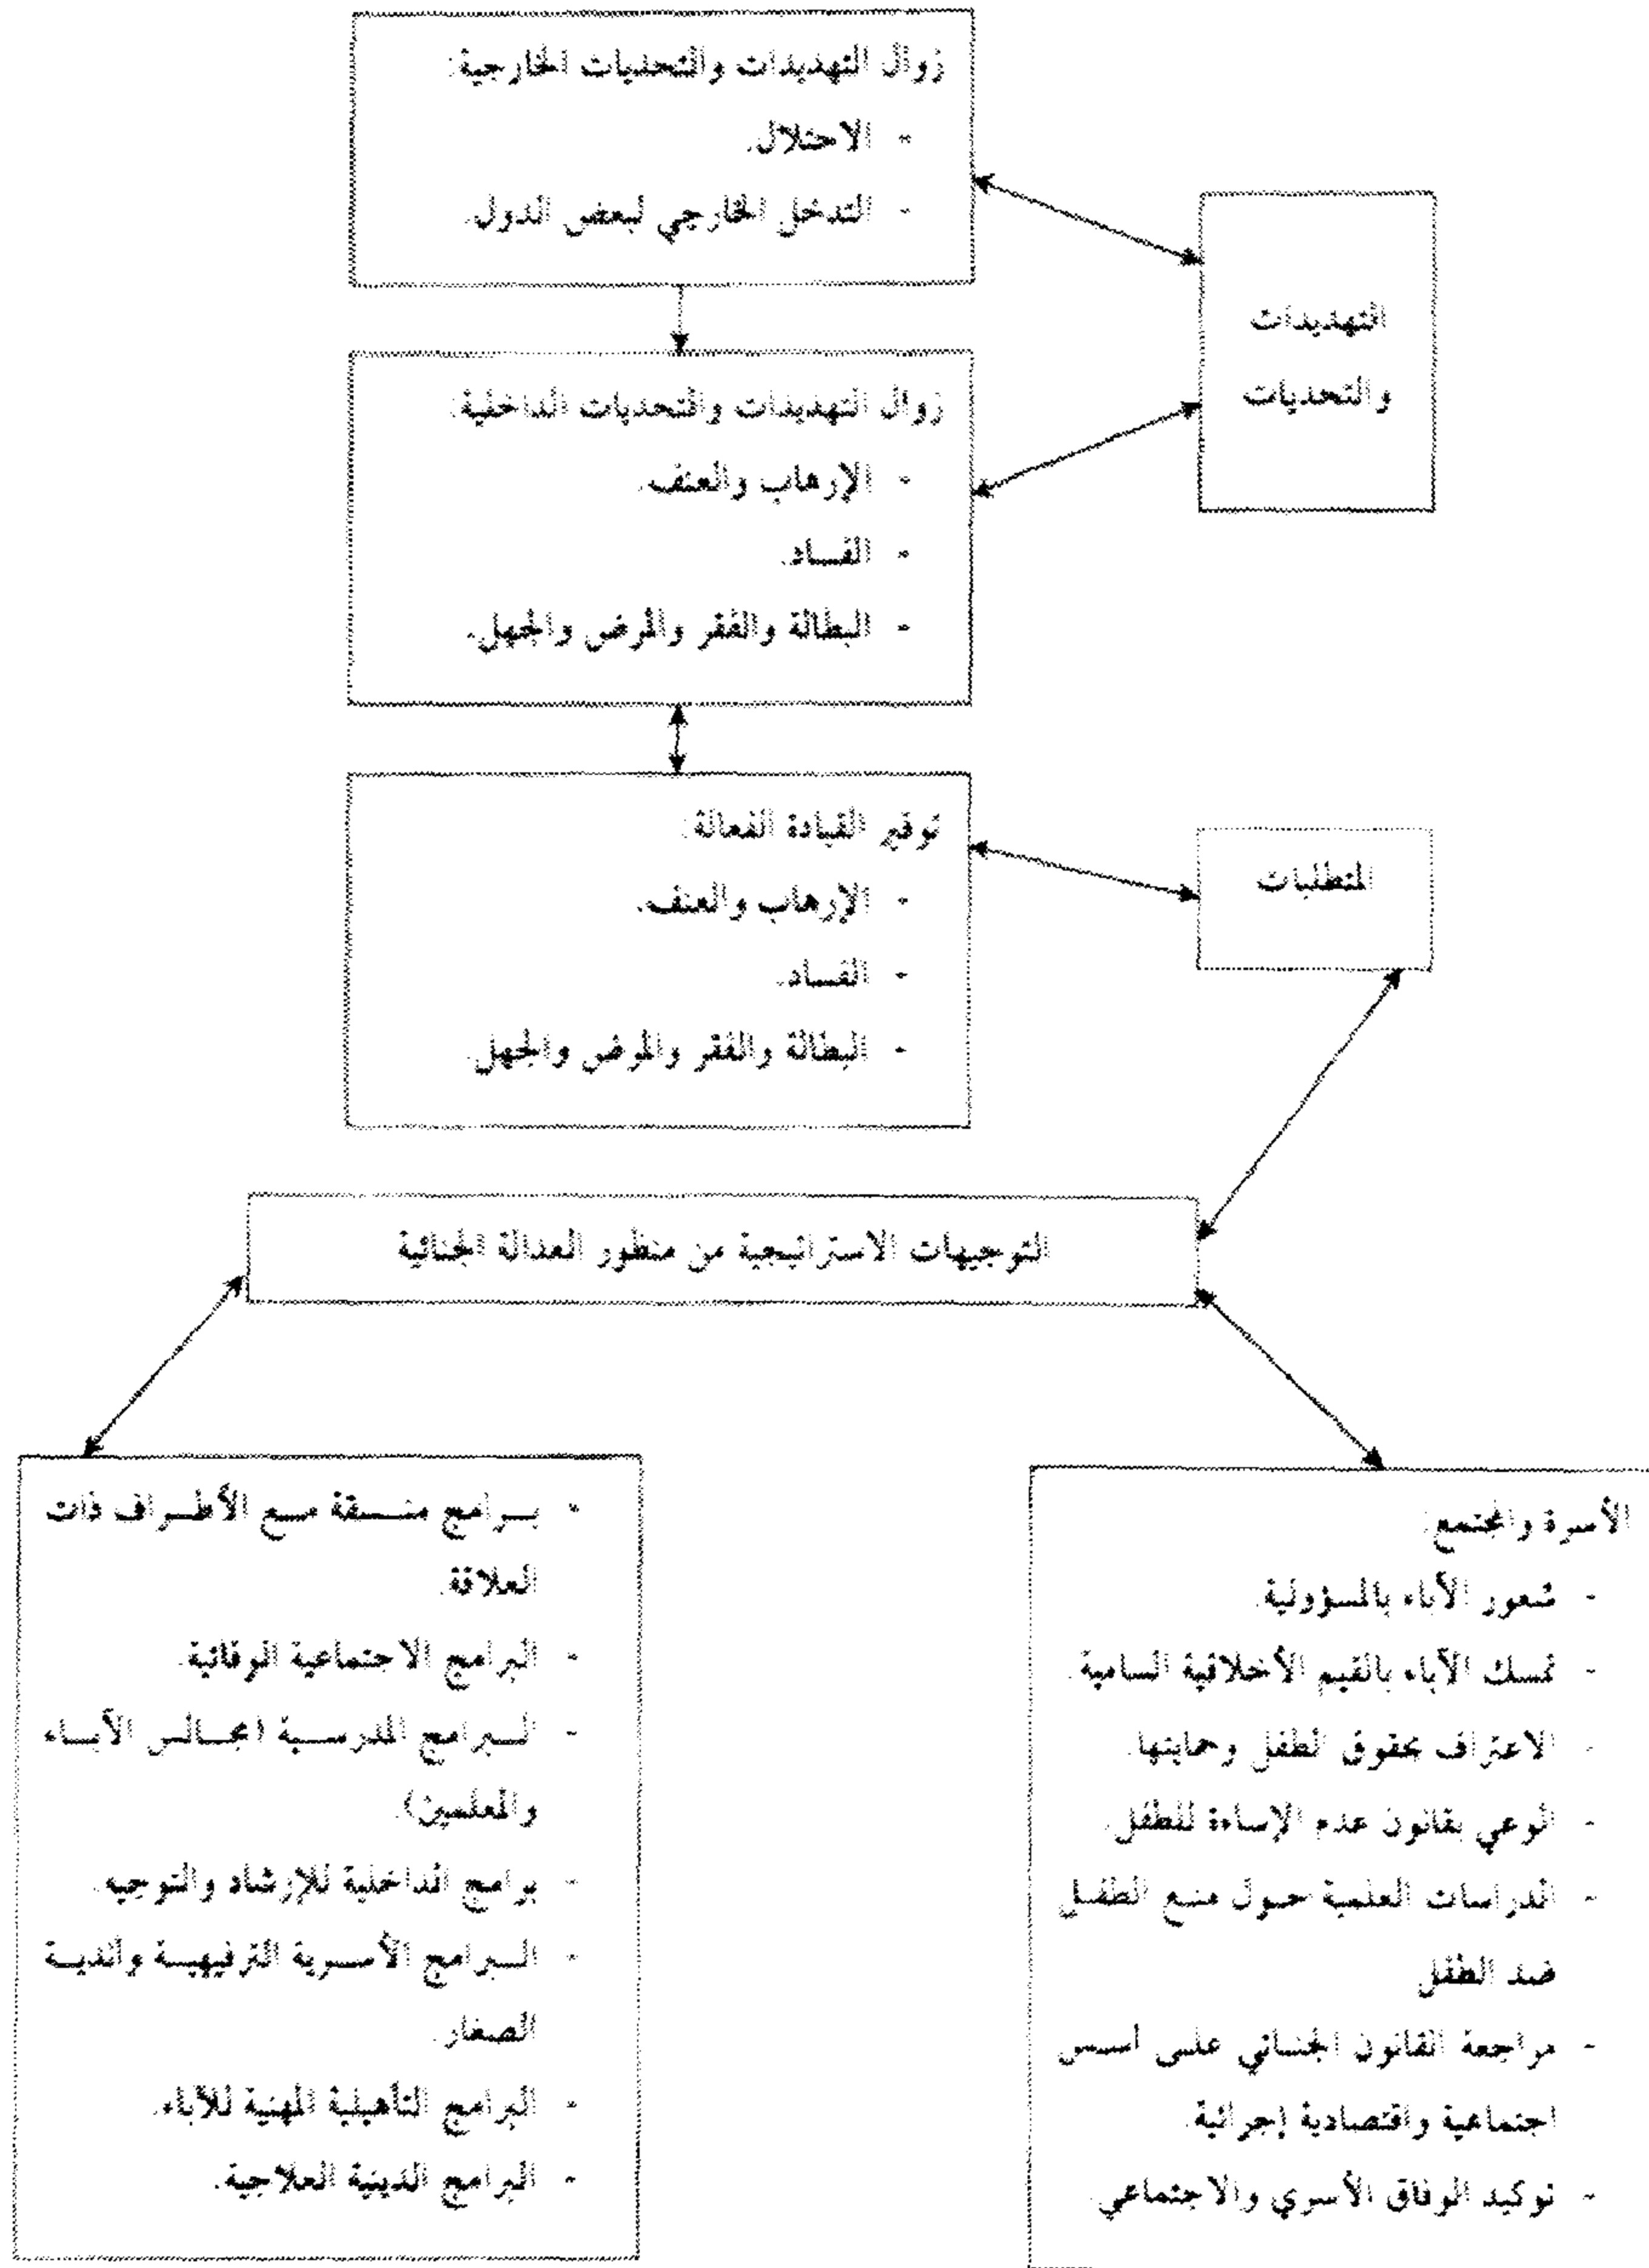 زوال التهديدات والتحديات الخارجية:
- الاحتلال.
- التدخل الخارجي لبعض الدول.
التهديدات
والتحديات
زوال التهديدات والتحديات الداخلية:
- الإرهاب والعنف.
- الفساد.
- البطالة والفقر والمرض والجهل.
توفير القيادة الفعالة:
- الإرهاب والعنف.
- الفساد.
- البطالة والفقر والمرض والجهل.
المتطلبات
التوجيهات الاستراتيجية من منظور العدالة الجنائية
الأسرة والمجتمع:
- شعور الآباء بالمسؤولية.
- تمسك الآباء بالقيم الأخلاقية السامية.
- الاعتراف بحقوق الطفل وحمايتها.
- الوعي بقانون عدم الإساءة للطفل.
- الدراسات العلمية حول منع الطفل
ضد الطفل
- مراجعة القانون الجنائي على اسس
اجتماعية واقتصادية إجرائية.
- توكيد الوفاق الأسري والاجتماعي.
- برامج منسقة مع الأطراف ذات
العلاقة.
- البرامج الاجتماعية الوقائية.
- البرامج المدرسية (مجالس الآباء
والمعلمين).
- برامج الداخلية للإرشاد والتوجيه.
- البرامج الأسرية الترفيهية وأندية
الصغار.
- البرامج التأهيلية المهنية للآباء.
- البرامج الدينية العلاجية.